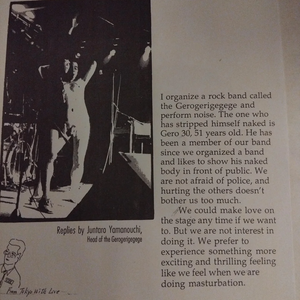 Replies by Juntaro Yamanouchi,
Head of the Gerogerigegege
I organize a rock band called
the Gerogerigegege and
perform noise. The one who
has stripped himself naked is
Gero 30, 51 years old. He has
been a member of our band
since we organized a band
and likes to show his naked
body in front of public. We
are not afraid of police, and
hurting the others doesn't
bother us too much.
We could make love on
the stage any time if we want
to. But we are not interest in
doing it. We prefer to
experience something more
exciting and thrilling feeling
like we feel when we are
doing masturbation.
From Tokyo With Love